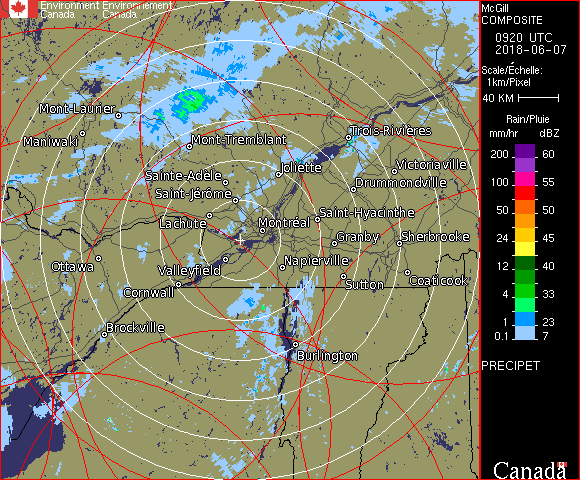 Environment Environnement
Canada Canada
McGill
COMPOSITE
0920 UTC
2018-06-07
Scale/Échelle:
1km/Pixel
40 KM
Rain/Pluie
mm/hr dBZ
200 60
100 55
50 50
24 45
12 40
4 33
1 23
0.1 7
PRECIPET
Canada
Mont-Laurier
Maniwaki
Mont-Tremblant
Trois-Rivières
Sainte-Adèle
Joliette
Victoriaville
Saint-Jérôme
Drummondville
Lachute
Montréal
Saint-Hyacinthe
Granby
Sherbrooke
Ottawa
Valleyfield
Napierville
Cornwall
Sutton
Coaticook
Brockville
Burlington